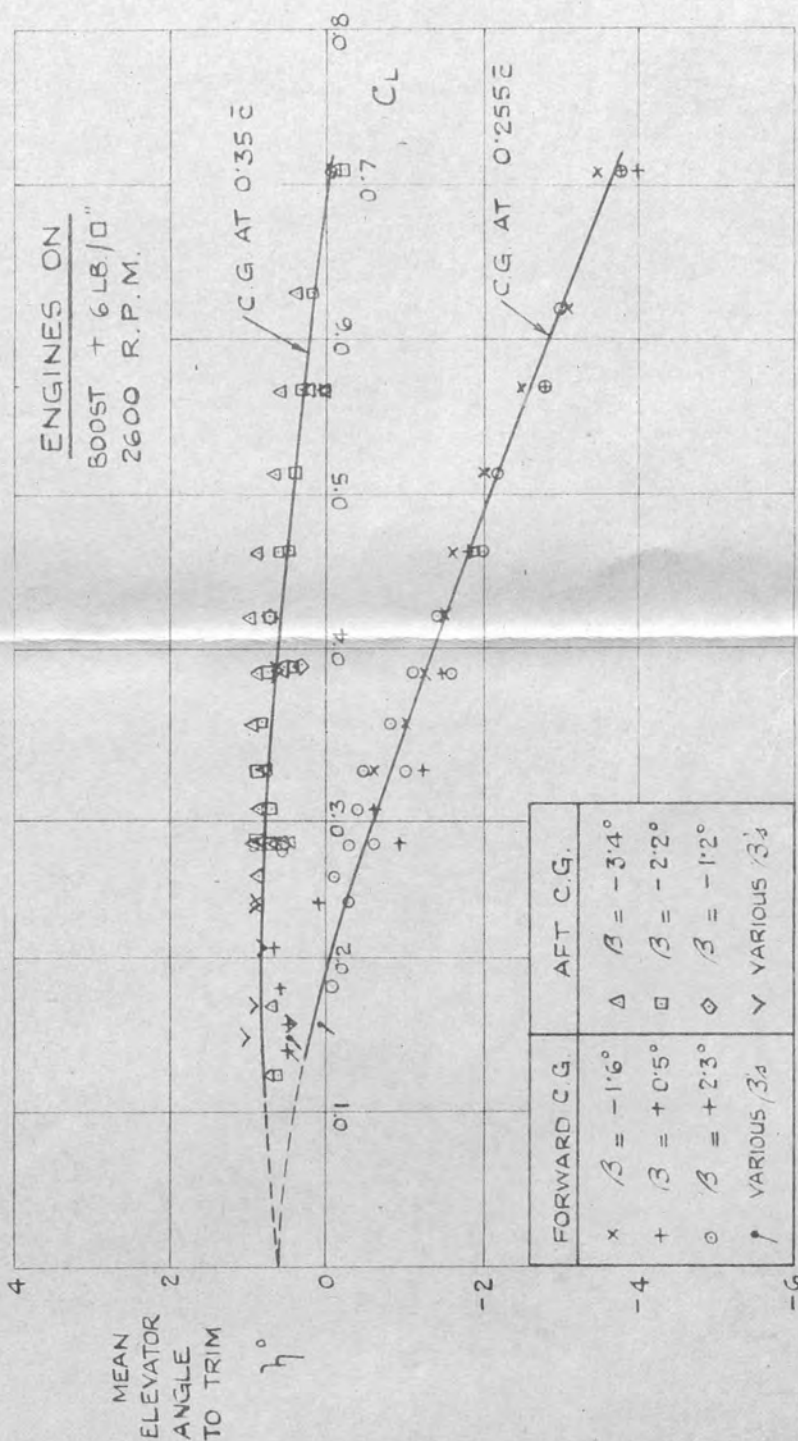 ENGINES ON
BOOST + 6 LB/□"
2600 R.P.M.
MEAN
ELEVATOR
ANGLE
TO TRIM
η°
4
2
0
-2
-4
-6
0·1
0·2
0·3
0·4
0·5
0·6
0·7
0·8
C_L
C.G AT 0·35 c̄
C.G. AT 0·255 c̄
FORWARD C.G. AFT C.G.
× β = -1·6° △ β = -3·4°
+ β = +0·5° □ β = -2·2°
○ β = +2·3° ◇ β = -1·2°
VARIOUS β's ∨ VARIOUS β's